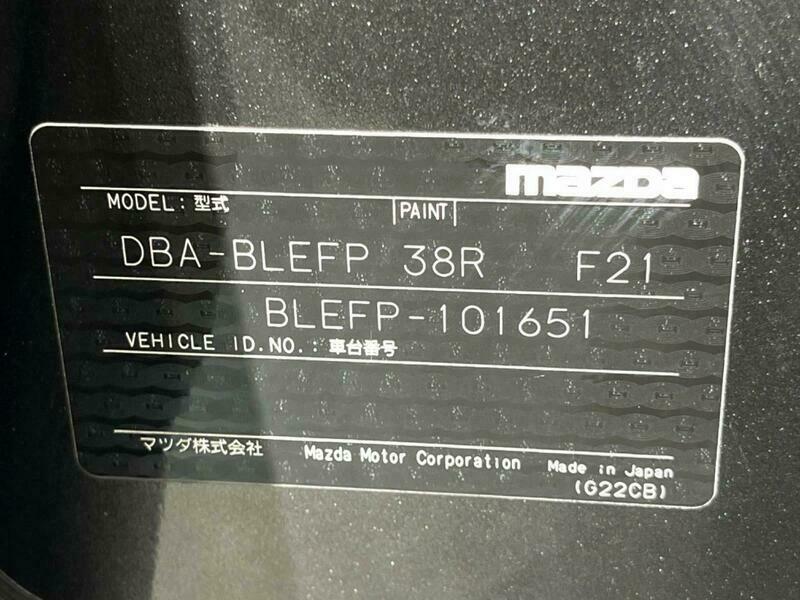 mazda
MODEL: 型式 |PAINT|
DBA-BLEFP 38R F21
BLEFP-101651
VEHICLE ID.NO.: 車台番号
マツダ株式会社 Mazda Motor Corporation Made in Japan
(G22CB)